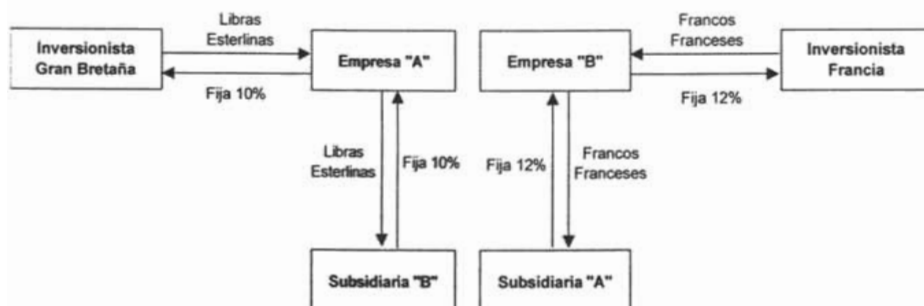 Inversionista
Gran Bretaña
Libras
Esterlinas
Fija 10%
Empresa "A"
Empresa "B"
Francos
Franceses
Fija 12%
Inversionista
Francia
Libras
Esterlinas
Fija 10%
Fija 12%
Francos
Franceses
Subsidiaria "B"
Subsidiaria "A"